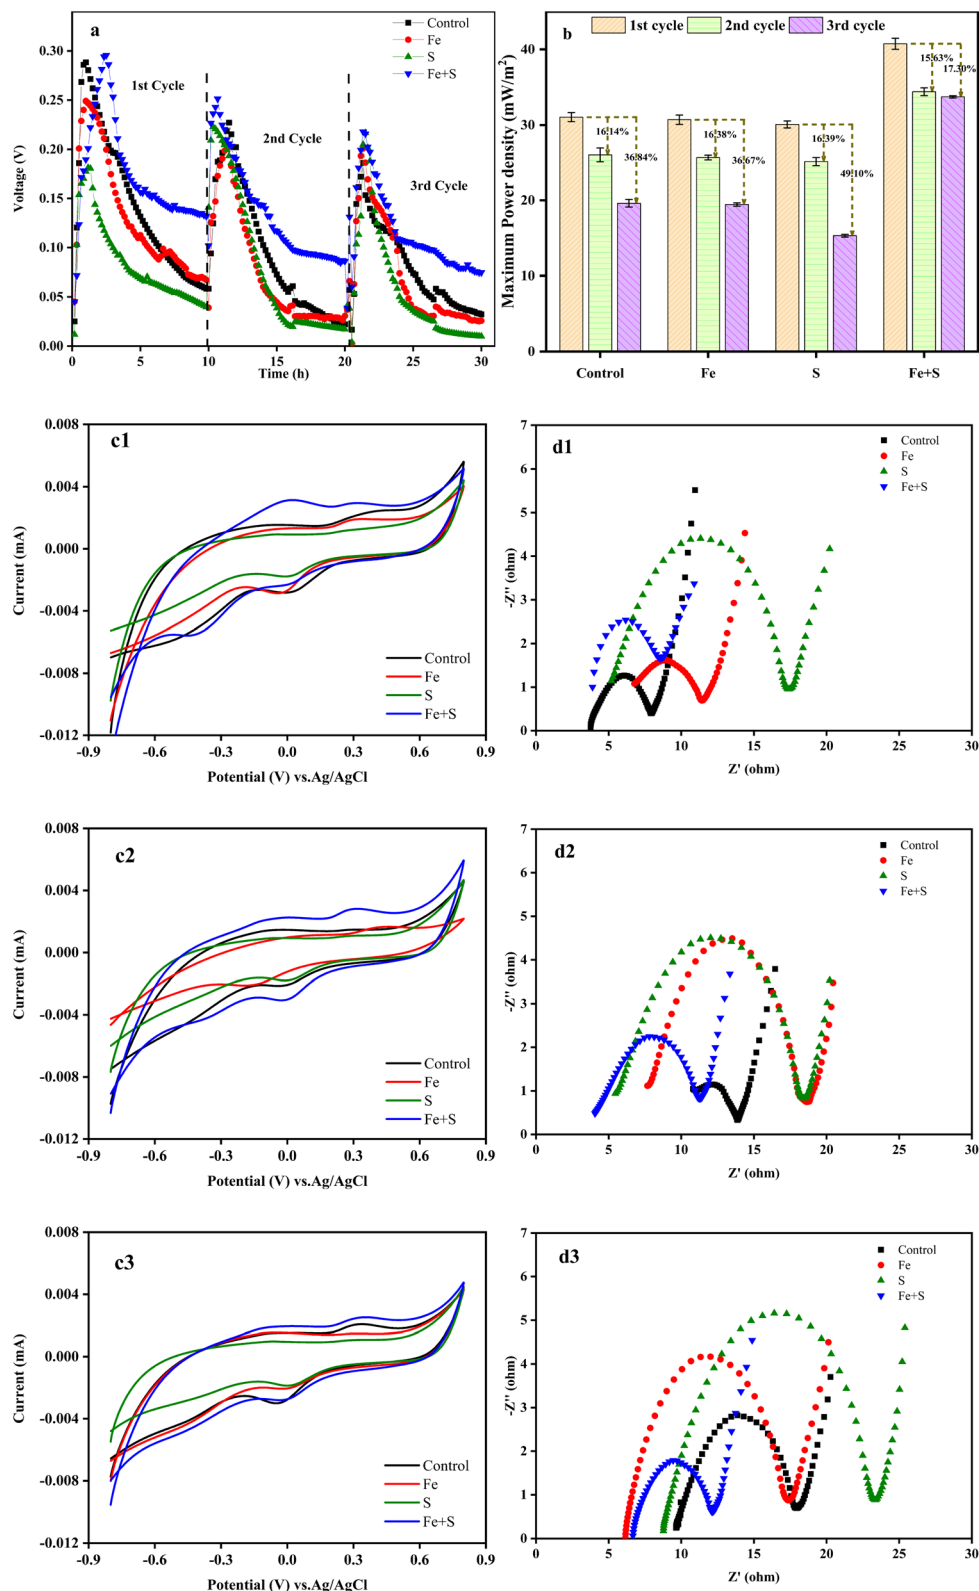 a
Control
Fe
S
Fe+S
1st Cycle
2nd Cycle
3rd Cycle
0.30
0.25
0.20
0.15
0.10
0.05
0.00
Voltage (V)
0 5 10 15 20 25 30
Time (h)
b
1st cycle 2nd cycle 3rd cycle
40
30
20
10
0
Maximum Power density (mW/m²)
16.14%
36.84%
16.38%
36.67%
16.39%
49.10%
15.63%
17.30%
Control Fe S Fe+S
c1
0.008
0.004
0.000
-0.004
-0.008
-0.012
Current (mA)
Control
Fe
S
Fe+S
-0.9 -0.6 -0.3 0.0 0.3 0.6 0.9
Potential (V) vs.Ag/AgCl
d1
Control
Fe
S
Fe+S
7
6
5
4
3
2
1
0
-Z'' (ohm)
0 5 10 15 20 25 30
Z' (ohm)
c2
0.008
0.004
0.000
-0.004
-0.008
-0.012
Current (mA)
Control
Fe
S
Fe+S
-0.9 -0.6 -0.3 0.0 0.3 0.6 0.9
Potential (V) vs.Ag/AgCl
d2
Control
Fe
S
Fe+S
7
6
5
4
3
2
1
0
-Z'' (ohm)
5 10 15 20 25 30
Z' (ohm)
c3
0.008
0.004
0.000
-0.004
-0.008
-0.012
Current (mA)
Control
Fe
S
Fe+S
-0.9 -0.6 -0.3 0.0 0.3 0.6 0.9
Potential (V) vs.Ag/AgCl
d3
Control
Fe
S
Fe+S
7
6
5
4
3
2
1
0
-Z'' (ohm)
0 5 10 15 20 25 30
Z' (ohm)